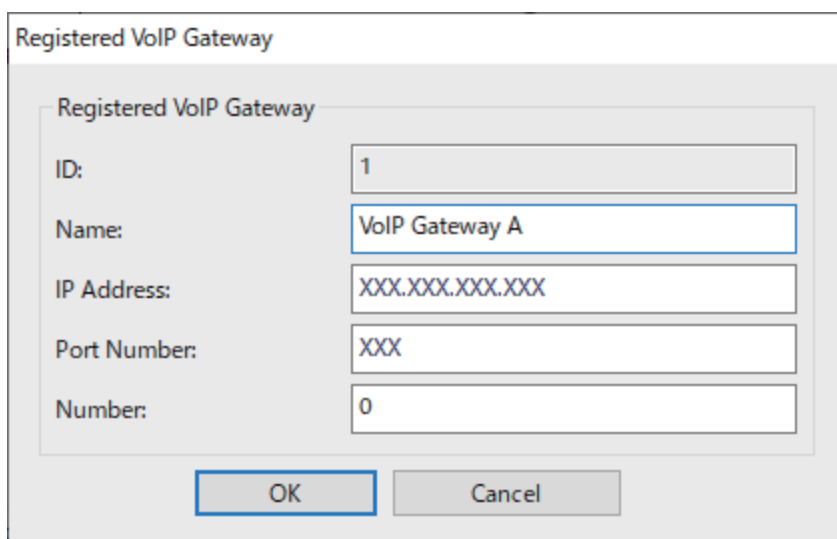 Registered VoIP Gateway
Registered VoIP Gateway
ID: 1
Name: VoIP Gateway A
IP Address: XXX.XXX.XXX.XXX
Port Number: XXX
Number: 0
OK Cancel